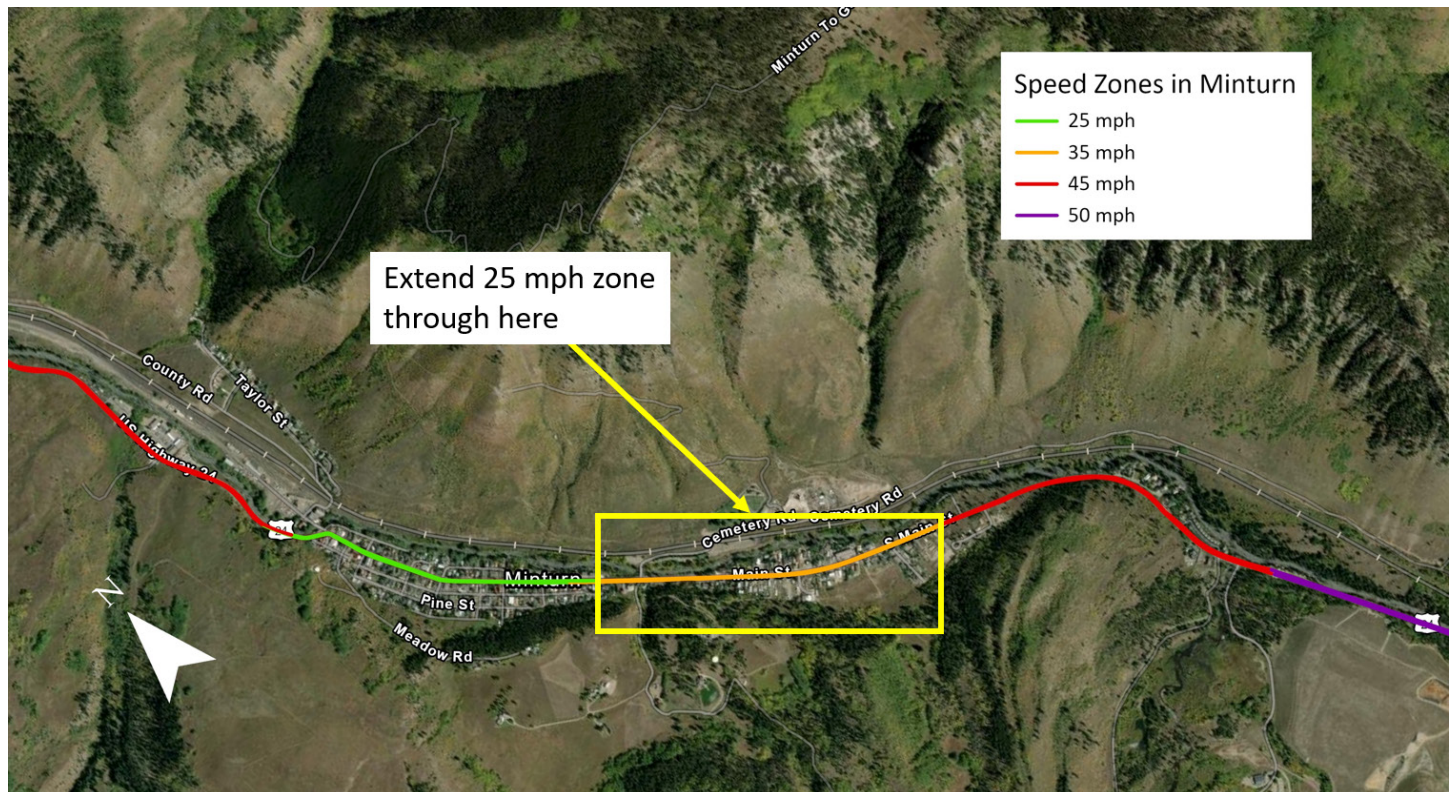 Minturn To G
Speed Zones in Minturn
25 mph
35 mph
45 mph
50 mph
Extend 25 mph zone
through here
County Rd
Taylor St
US Highway 24
24
Cemetery Rd
Cemetery Rd
S Main St
Minturn
Main St
Pine St
Meadow Rd
N
24